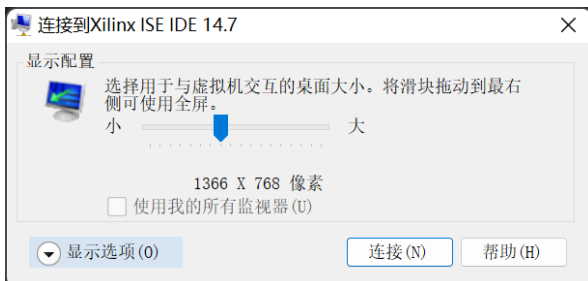 连接到Xilinx ISE IDE 14.7
显示配置
选择用于与虚拟机交互的桌面大小。将滑块拖动到最右
侧可使用全屏。
小 大
1366 X 768 像素
使用我的所有监视器(U)
显示选项(O) 连接(N) 帮助(H)